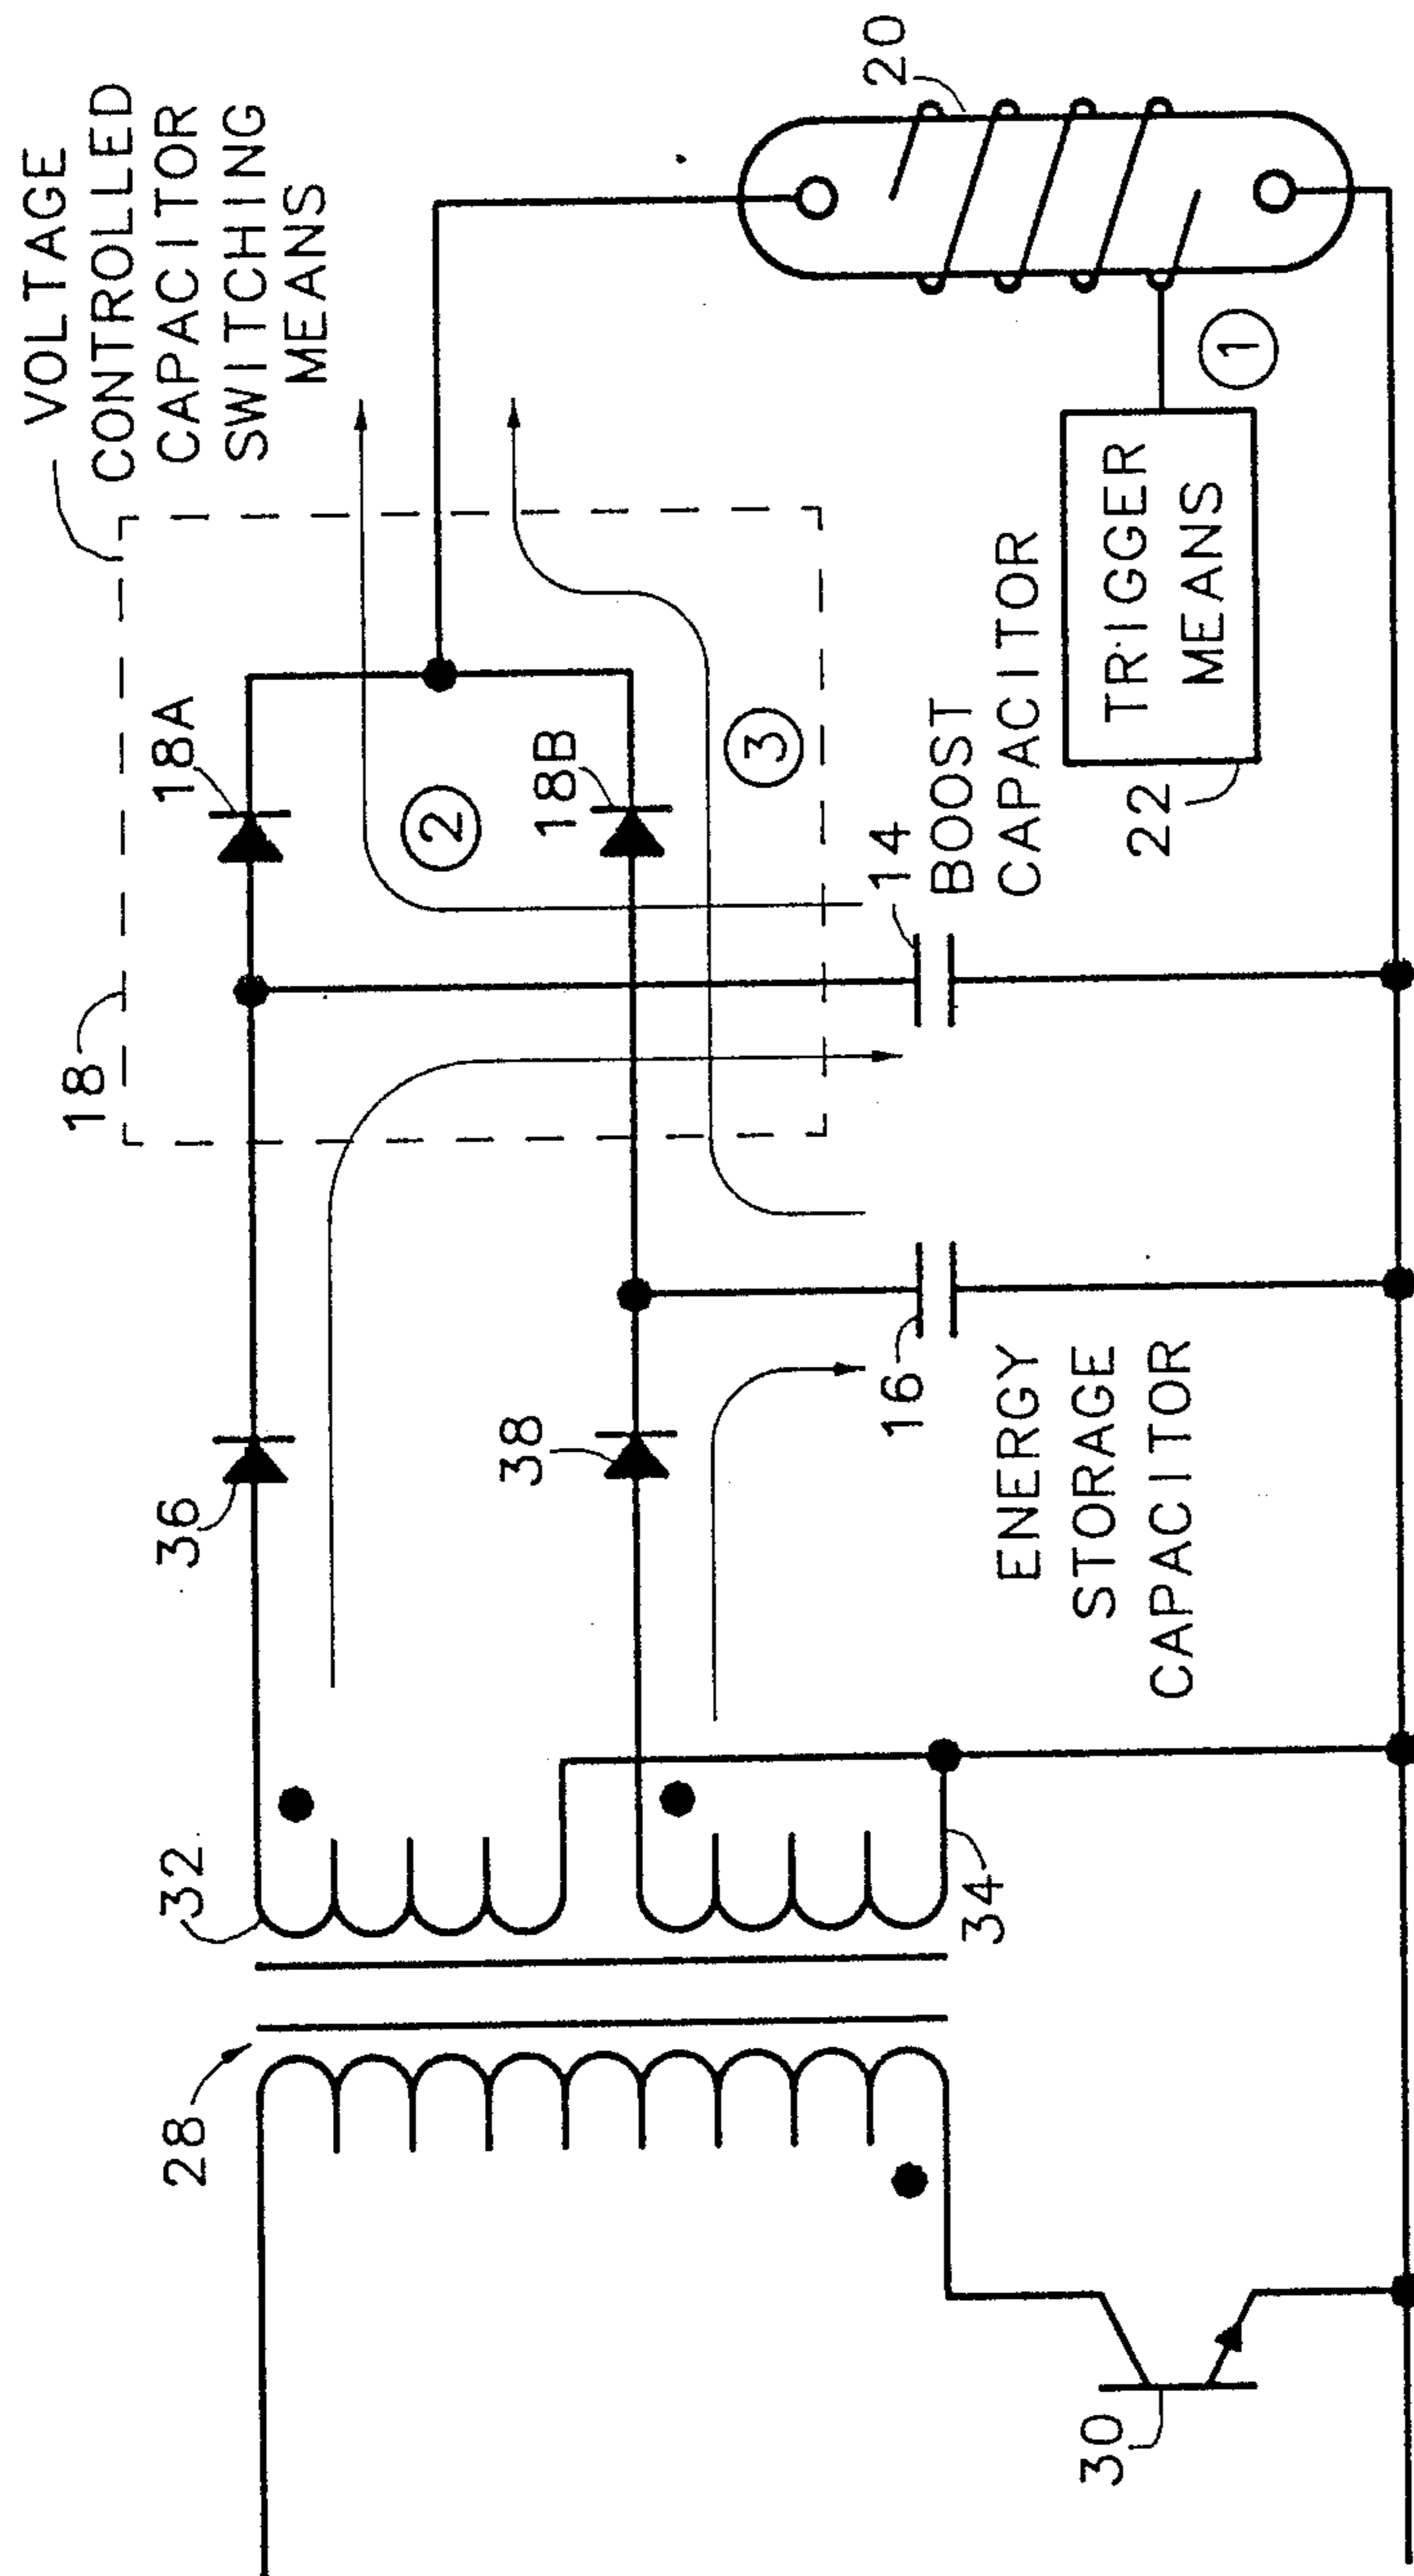 VOLTAGE
CONTROLLED
CAPACITOR
SWITCHING
MEANS
18
18A
18B
2
3
1
20
36
38
32
34
28
30
16
ENERGY
STORAGE
CAPACITOR
14
BOOST
CAPACITOR
TRIGGER
MEANS
22